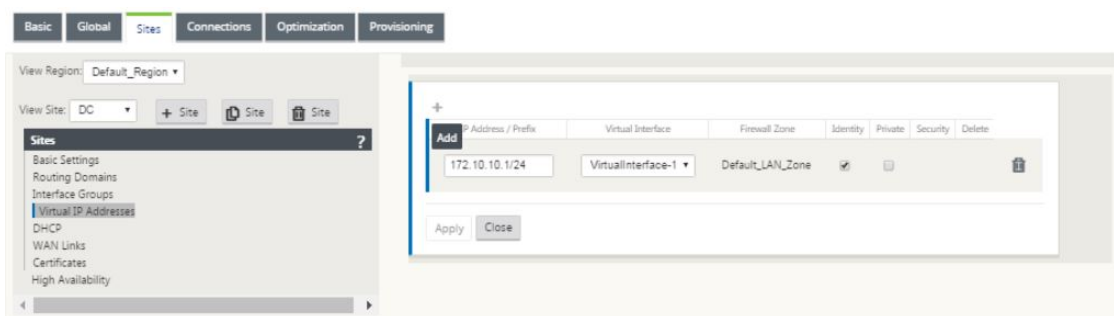 Basic Global Sites Connections Optimization Provisioning
View Region: Default_Region
View Site: DC + Site Site Site
Sites ?
Basic Settings
Routing Domains
Interface Groups
Virtual IP Addresses
DHCP
WAN Links
Certificates
High Availability
+
Add
P Address / Prefix Virtual Interface Firewall Zone Identity Private Security Delete
172.10.10.1/24 VirtualInterface-1 Default_LAN_Zone
Apply Close